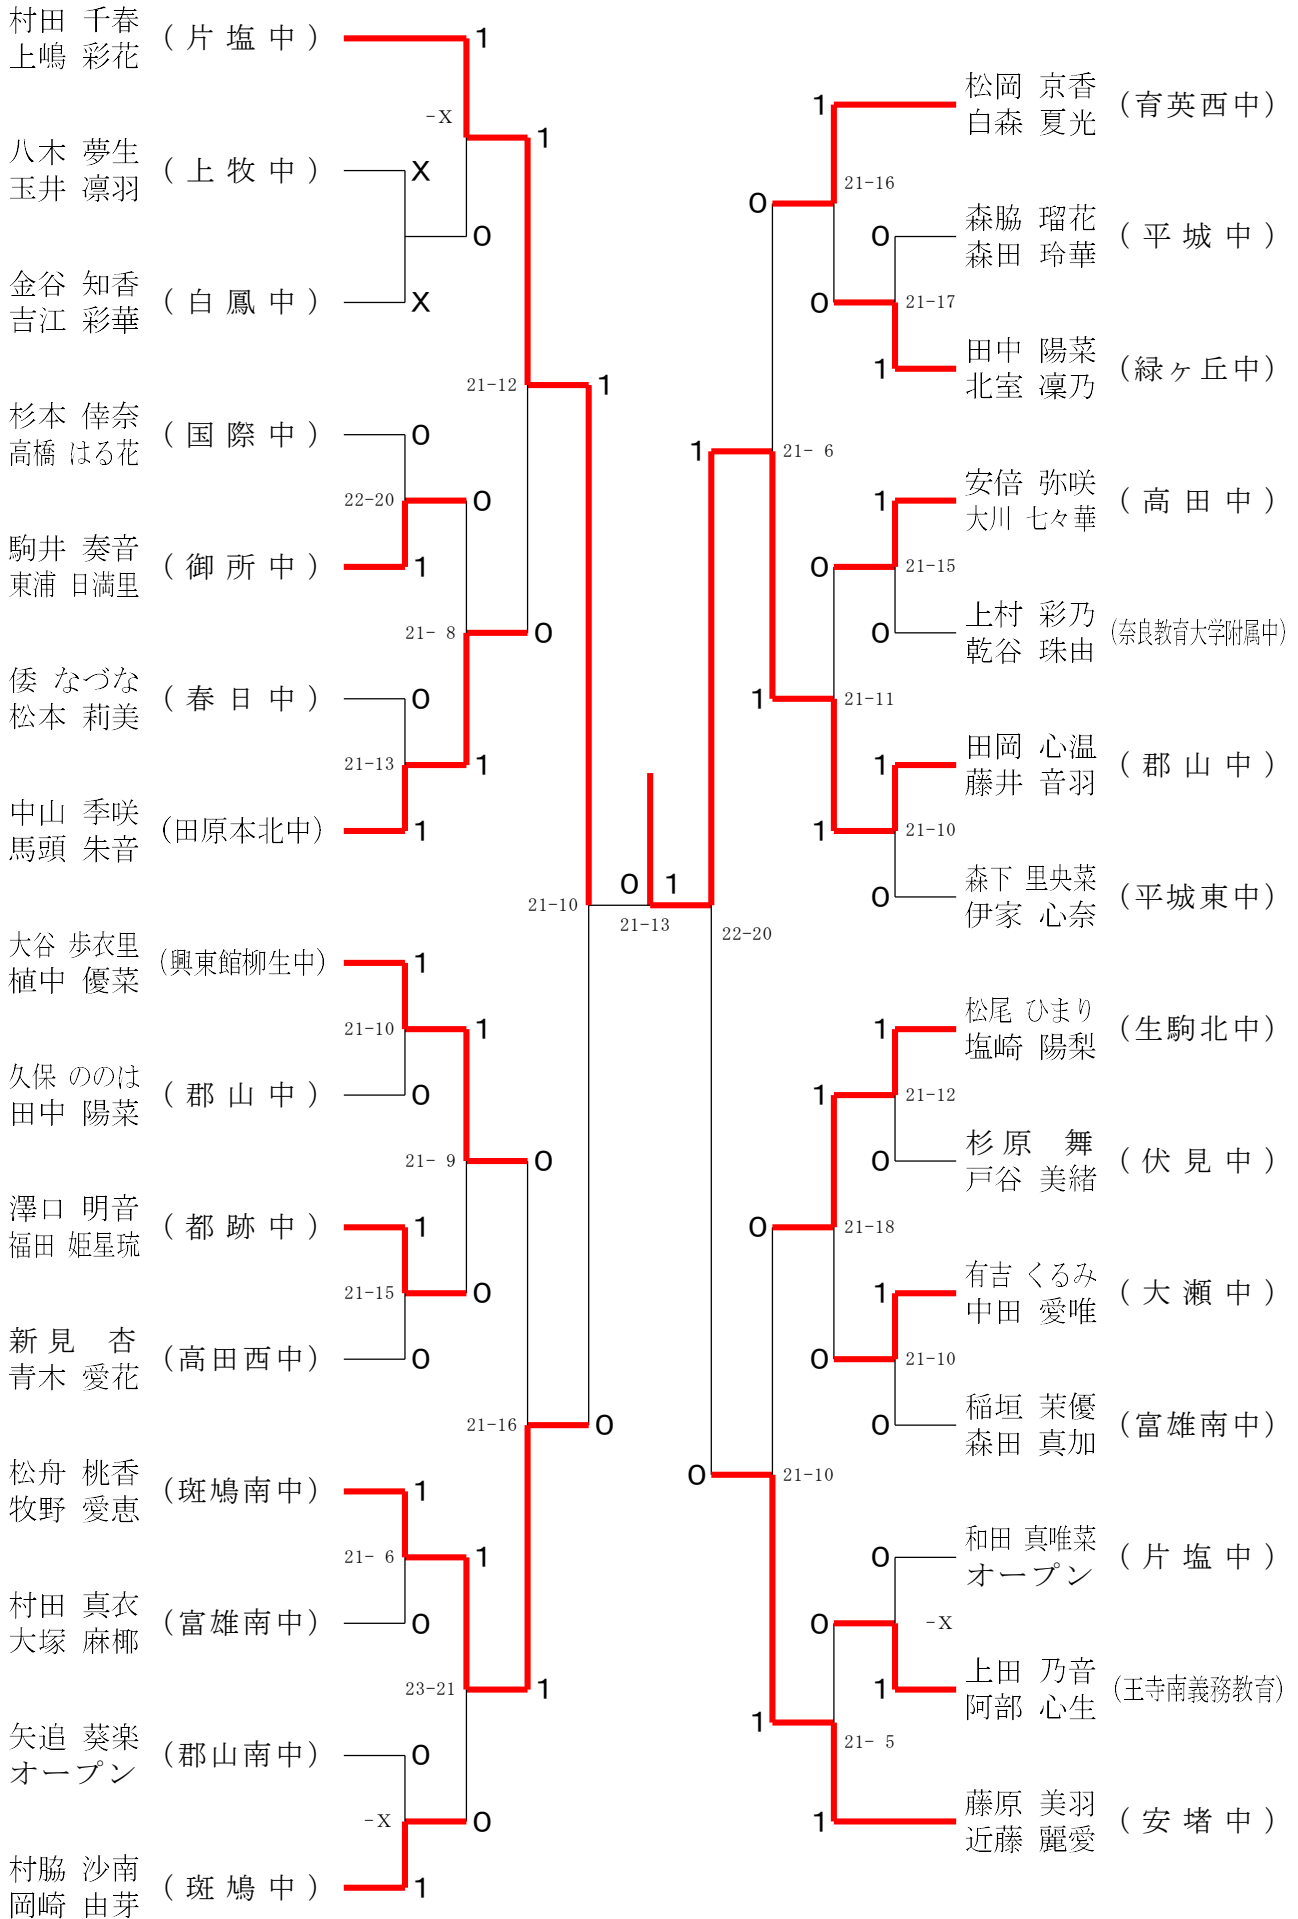 村田 千春
上嶋 彩花
(片塩中)
1
-X
1
八木 夢生
玉井 凛羽
(上牧中)
X
0
金谷 知香
吉江 彩華
(白鳳中)
X
21-12
1
杉本 倖奈
高橋 はる花
(国際中)
0
22-20
0
駒井 奏音
東浦 日満里
(御所中)
1
21- 8
0
倭 なづな
松本 莉美
(春日中)
0
21-13
1
中山 季咲
馬頭 朱音
(田原本北中)
1
21-10
0
1
21-13
22-20
大谷 歩衣里
植中 優菜
(興東館柳生中)
1
21-10
1
久保 ののは
田中 陽菜
(郡山中)
0
21- 9
0
澤口 明音
福田 姫星琉
(都跡中)
1
21-15
0
新見 杏
青木 愛花
(高田西中)
0
21-16
0
松舟 桃香
牧野 愛恵
(斑鳩南中)
1
21- 6
1
村田 真衣
大塚 麻椰
(富雄南中)
0
23-21
1
矢追 葵楽
オープン
(郡山南中)
0
-X
0
村脇 沙南
岡崎 由芽
(斑鳩中)
1
1
松岡 京香
白森 夏光
(育英西中)
21-16
0
0
森脇 瑠花
森田 玲華
(平城中)
0
21-17
1
田中 陽菜
北室 凜乃
(緑ヶ丘中)
1
21- 6
1
安倍 弥咲
大川 七々華
(高田中)
0
21-15
0
上村 彩乃
乾谷 珠由
(奈良教育大学附属中)
1
21-11
1
田岡 心温
藤井 音羽
(郡山中)
1
21-10
0
森下 里央菜
伊家 心奈
(平城東中)
1
松尾 ひまり
塩崎 陽梨
(生駒北中)
1
21-12
0
杉原 舞
戸谷 美緒
(伏見中)
0
21-18
1
有吉 くるみ
中田 愛唯
(大瀬中)
0
21-10
0
稲垣 茉優
森田 真加
(富雄南中)
0
21-10
0
和田 真唯菜
オープン
(片塩中)
0
-X
1
上田 乃音
阿部 心生
(王寺南義務教育)
1
21- 5
1
藤原 美羽
近藤 麗愛
(安堵中)